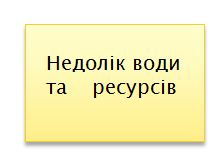 Недолік води
та ресурсів